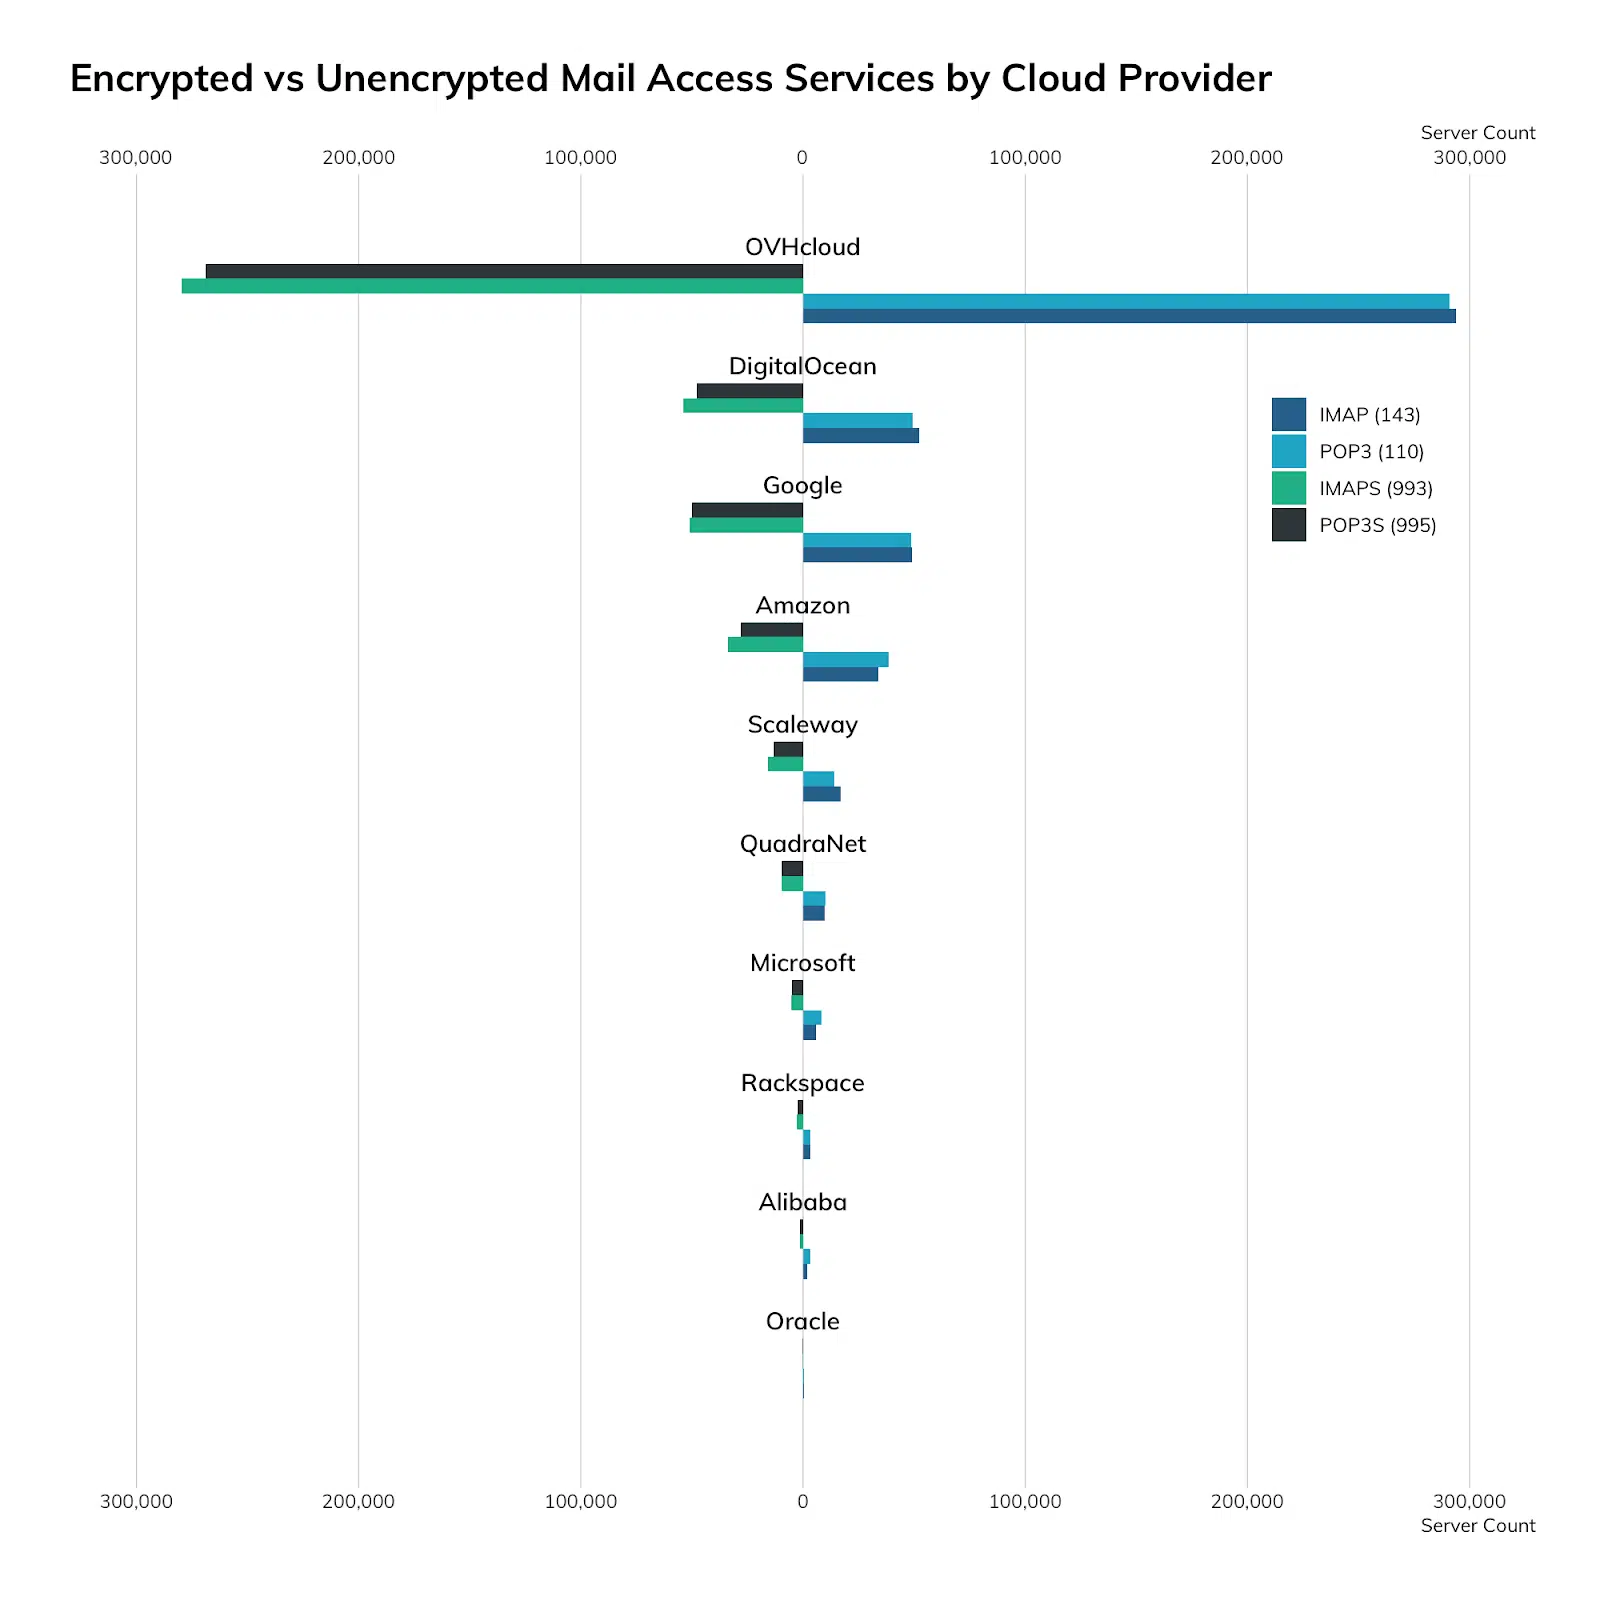 Encrypted vs Unencrypted Mail Access Services by Cloud Provider
Server Count
300,000 200,000 100,000 0 100,000 200,000 300,000
OVHcloud
DigitalOcean
IMAP (143)
POP3 (110)
IMAPS (993)
POP3S (995)
Google
Amazon
Scaleway
QuadraNet
Microsoft
Rackspace
Alibaba
Oracle
300,000 200,000 100,000 0 100,000 200,000 300,000
Server Count